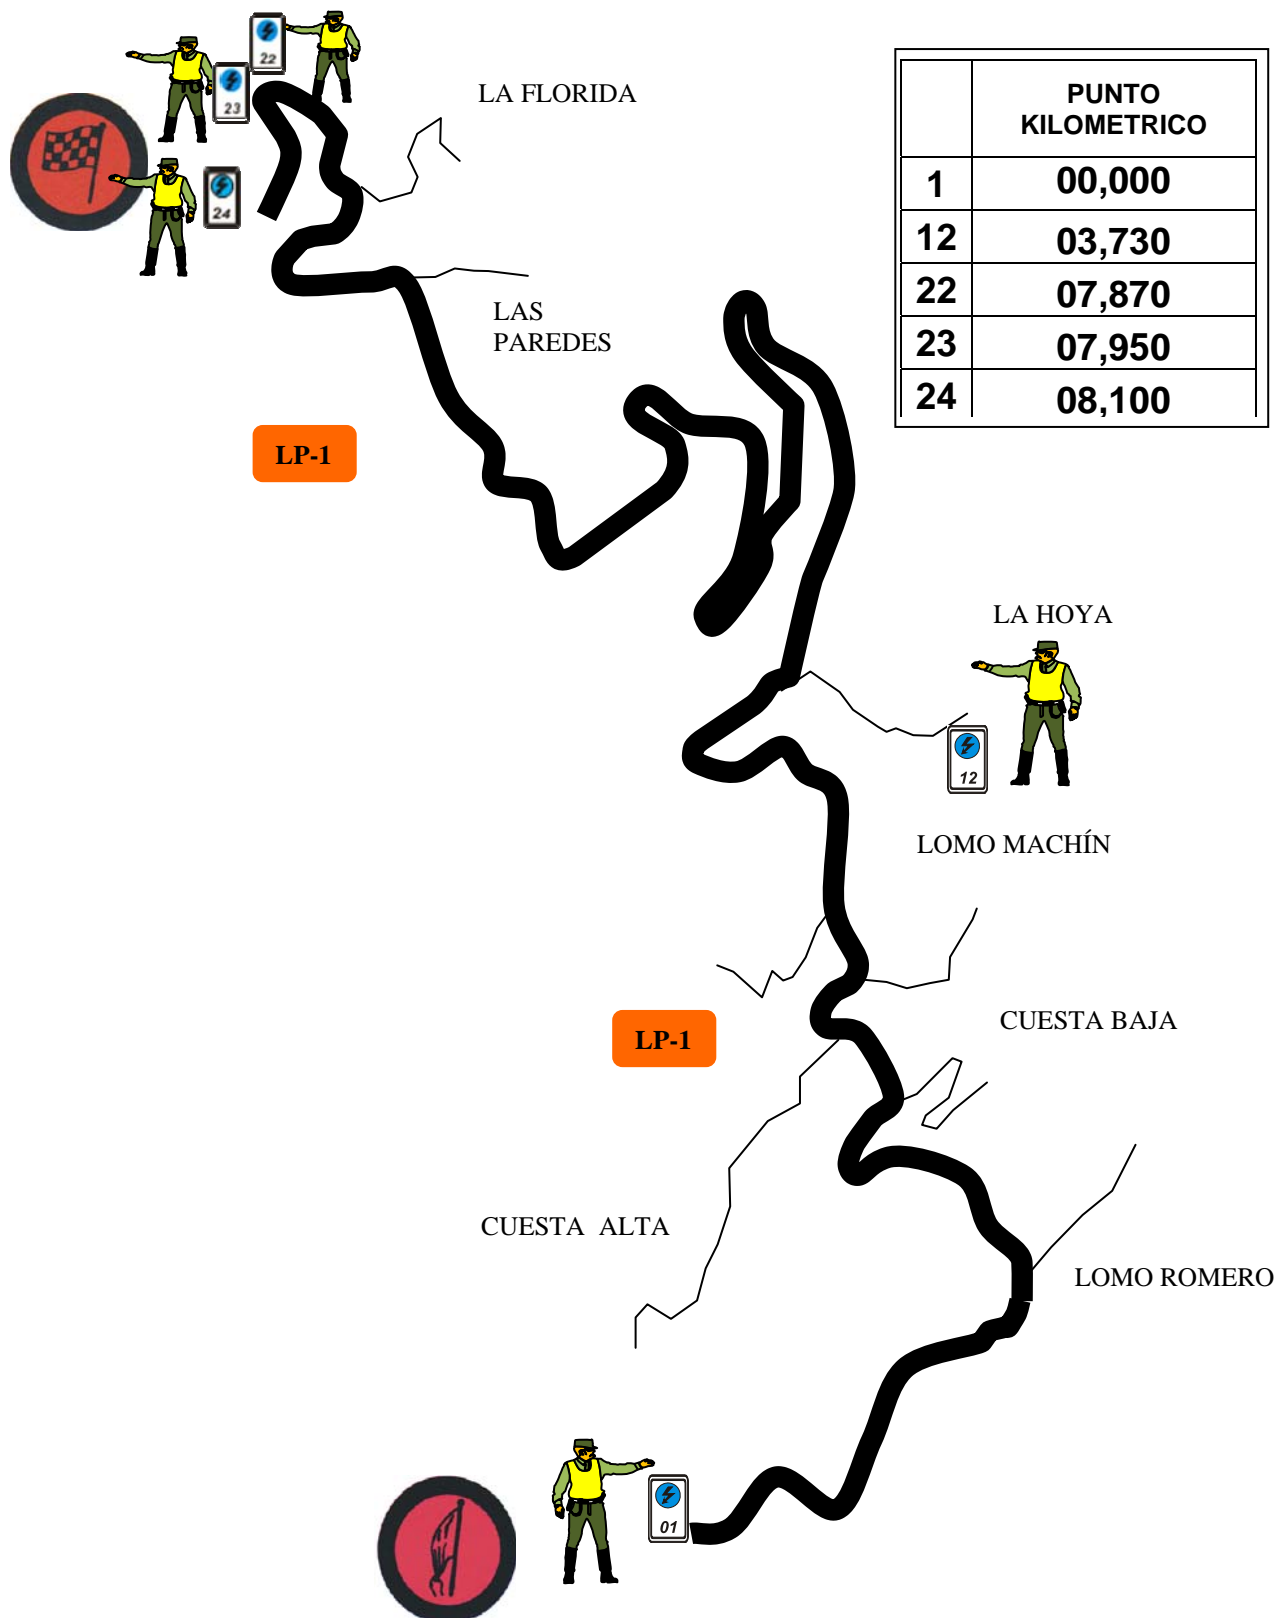 22
23
24
LA FLORIDA
PUNTO
KILOMETRICO
1 00,000
12 03,730
22 07,870
23 07,950
24 08,100
LAS
PAREDES
LP-1
LA HOYA
12
LOMO MACHÍN
CUESTA BAJA
LP-1
CUESTA ALTA
LOMO ROMERO
01